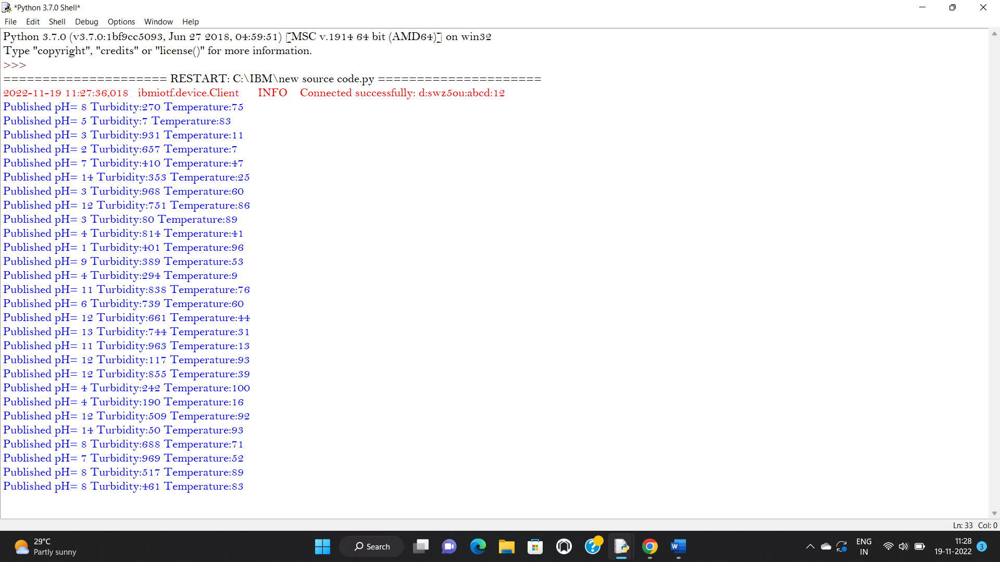 *Python 3.7.0 Shell*
File Edit Shell Debug Options Window Help
Python 3.7.0 (v3.7.0:1bf9cc5093, Jun 27 2018, 04:59:51) [MSC v.1914 64 bit (AMD64)] on win32
Type "copyright", "credits" or "license()" for more information.
>>>
===================== RESTART: C:\IBM\new source code.py =====================
2022-11-19 11:27:36,018 ibmiotf.device.Client INFO Connected successfully: d:swz5ou:abcd:12
Published pH= 8 Turbidity:270 Temperature:75
Published pH= 5 Turbidity:7 Temperature:83
Published pH= 3 Turbidity:931 Temperature:11
Published pH= 2 Turbidity:657 Temperature:7
Published pH= 7 Turbidity:410 Temperature:47
Published pH= 14 Turbidity:353 Temperature:25
Published pH= 3 Turbidity:968 Temperature:60
Published pH= 12 Turbidity:751 Temperature:86
Published pH= 3 Turbidity:80 Temperature:89
Published pH= 4 Turbidity:814 Temperature:41
Published pH= 1 Turbidity:401 Temperature:96
Published pH= 9 Turbidity:389 Temperature:53
Published pH= 4 Turbidity:294 Temperature:9
Published pH= 11 Turbidity:838 Temperature:76
Published pH= 6 Turbidity:739 Temperature:60
Published pH= 12 Turbidity:661 Temperature:44
Published pH= 13 Turbidity:744 Temperature:31
Published pH= 11 Turbidity:963 Temperature:13
Published pH= 12 Turbidity:117 Temperature:93
Published pH= 12 Turbidity:855 Temperature:39
Published pH= 4 Turbidity:242 Temperature:100
Published pH= 4 Turbidity:190 Temperature:16
Published pH= 12 Turbidity:509 Temperature:92
Published pH= 14 Turbidity:50 Temperature:93
Published pH= 8 Turbidity:688 Temperature:71
Published pH= 7 Turbidity:969 Temperature:52
Published pH= 8 Turbidity:517 Temperature:89
Published pH= 8 Turbidity:461 Temperature:83
Ln: 33 Col: 0
29°C
Partly sunny
Search
ENG
IN
11:28
19-11-2022
3